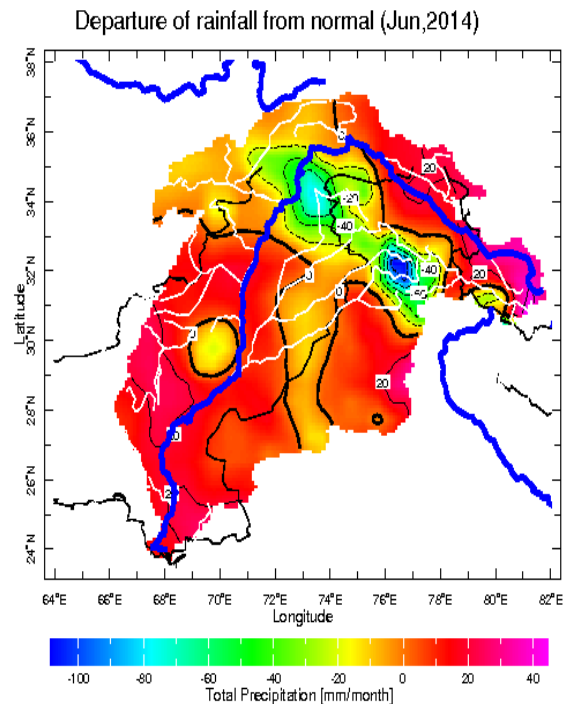 Departure of rainfall from normal (Jun,2014)
38°N
36°N
34°N
32°N
30°N
28°N
26°N
24°N
Latitude
0
20
-20
-40
-40
0
0
20
0
20
20
20
64°E 66°E 68°E 70°E 72°E 74°E 76°E 78°E 80°E 82°E
Longitude
-100 -80 -60 -40 -20 0 20 40
Total Precipitation [mm/month]